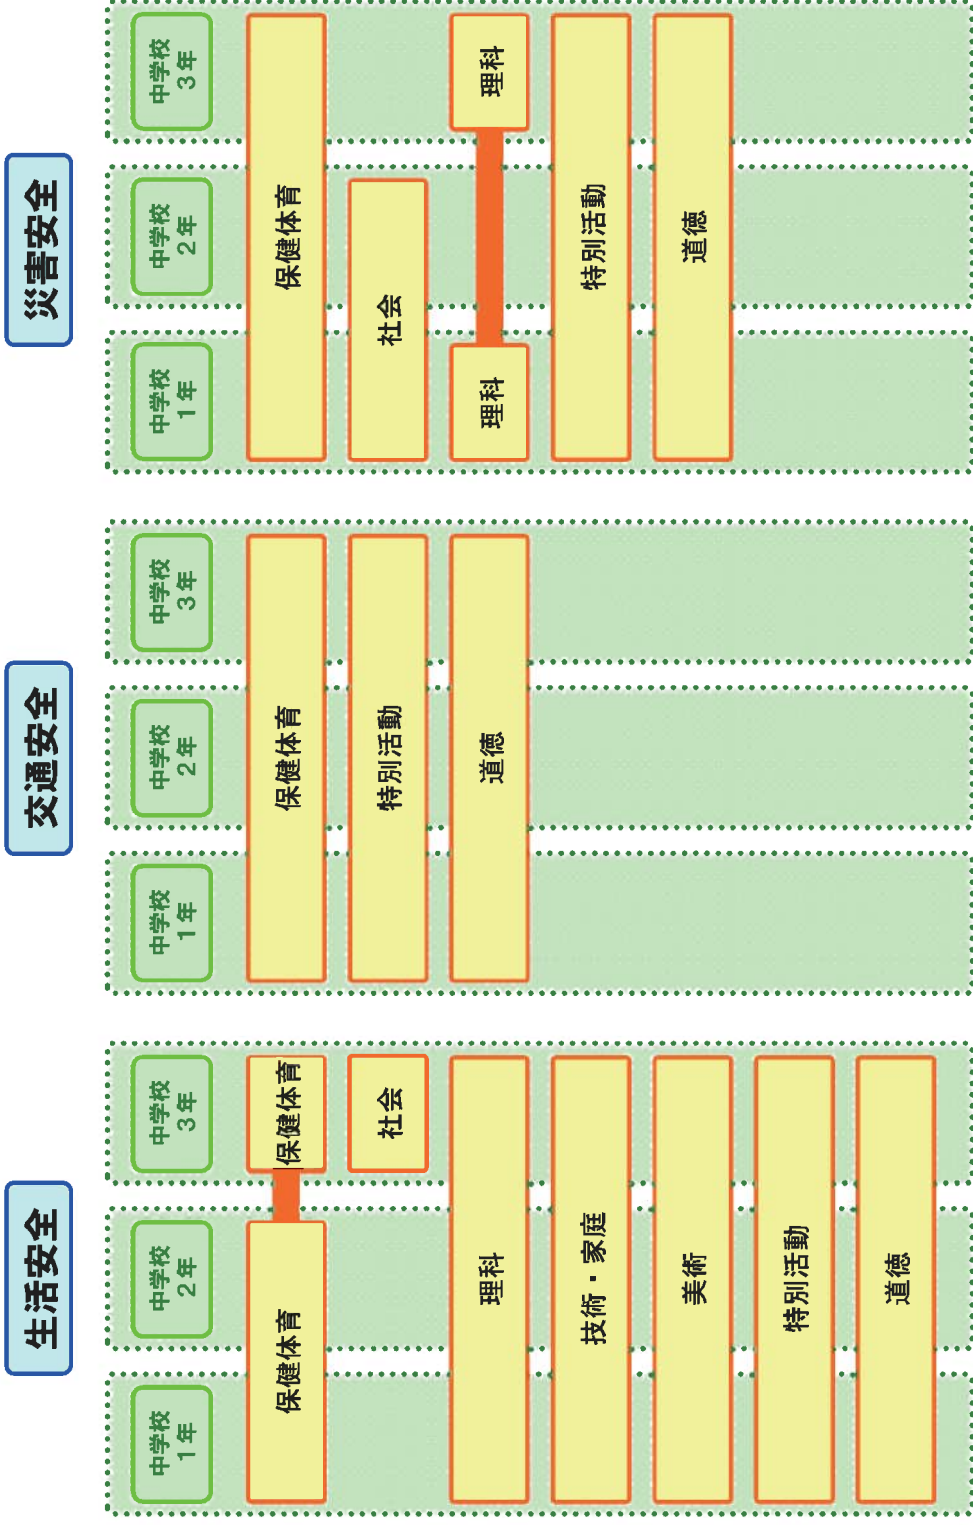 生活安全
中学校
1年
中学校
2年
中学校
3年
保健体育
保健体育
社会
理科
技術・家庭
美術
特別活動
道徳
交通安全
中学校
1年
中学校
2年
中学校
3年
保健体育
特別活動
道徳
災害安全
中学校
1年
中学校
2年
中学校
3年
保健体育
社会
理科
理科
特別活動
道徳